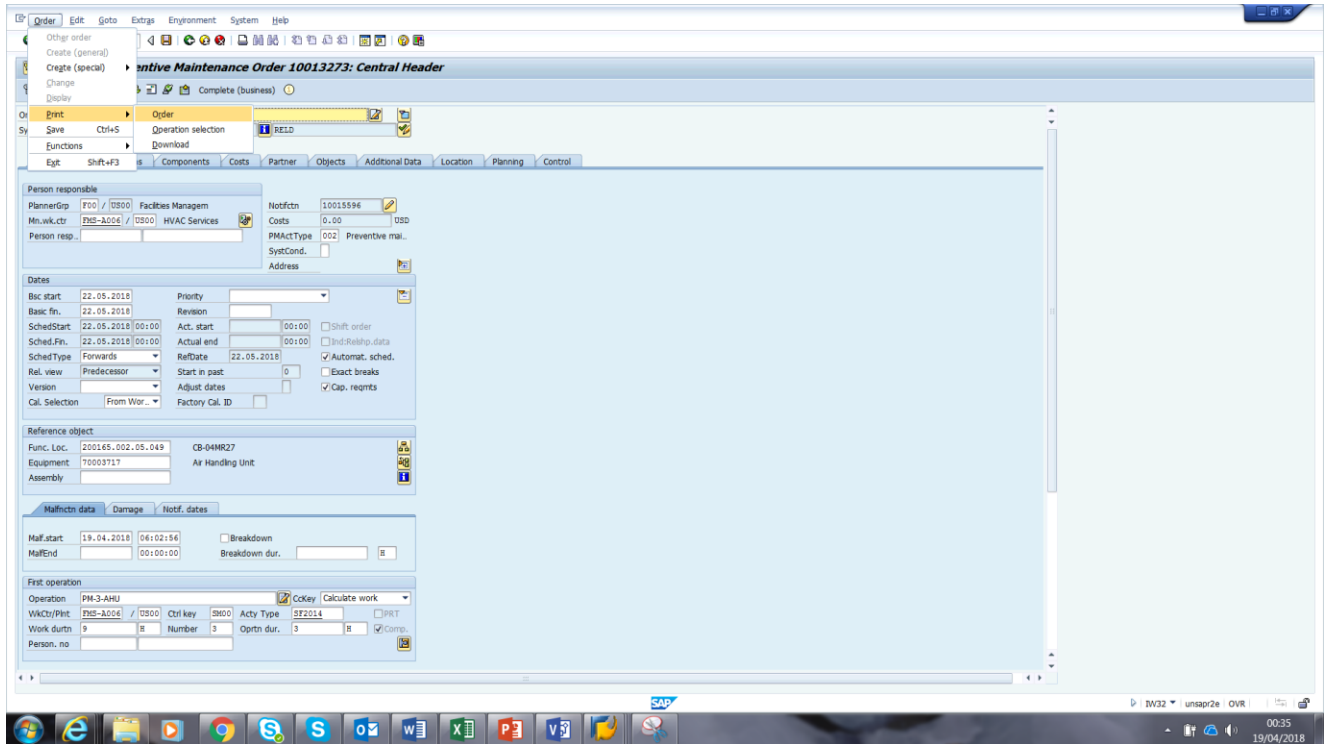 Order Edit Goto Extras Environment System Help
Other order
Create (general)
Create (special)
entive Maintenance Order 10013273: Central Header
Change
Display
Complete (business)
Print
Order
Save Ctrl+S
Operation selection
RELD
Functions
Download
Exit Shift+F3
Components Costs Partner Objects Additional Data Location Planning Control
Person responsible
PlannerGrp F00 / US00 Facilities Managem Notifctn 10015596
Mn.wk.ctr FMS-A006 / US00 HVAC Services Costs 0.00 USD
Person resp.. PMActType 002 Preventive mai..
SystCond.
Address
Dates
Bsc start 22.05.2018 Priority
Basic fin. 22.05.2018 Revision
SchedStart 22.05.2018 00:00 Act. start 00:00 Shift order
Sched.Fin. 22.05.2018 00:00 Actual end 00:00 Ind:Relshp.data
SchedType Forwards RefDate 22.05.2018 Automat. sched.
Rel. view Predecessor Start in past 0 Exact breaks
Version Adjust dates Cap. reqmts
Cal. Selection From Wor... Factory Cal. ID
Reference object
Func. Loc. 200165.002.05.049 CB-04MR27
Equipment 70003717 Air Handling Unit
Assembly
Malfnctn data Damage Notif. dates
Malf.start 19.04.2018 06:02:56 Breakdown
MalfEnd 00:00:00 Breakdown dur. H
First operation
Operation PM-3-AHU CcKey Calculate work
WkCtr/Plnt FMS-A006 / US00 Ctrl key SM00 Acty Type SF2014 PRT
Work durtn 9 H Number 3 Oprtn dur. 3 H Comp.
Person. no
SAP
IW32 unsapr2e OVR
00:35
19/04/2018